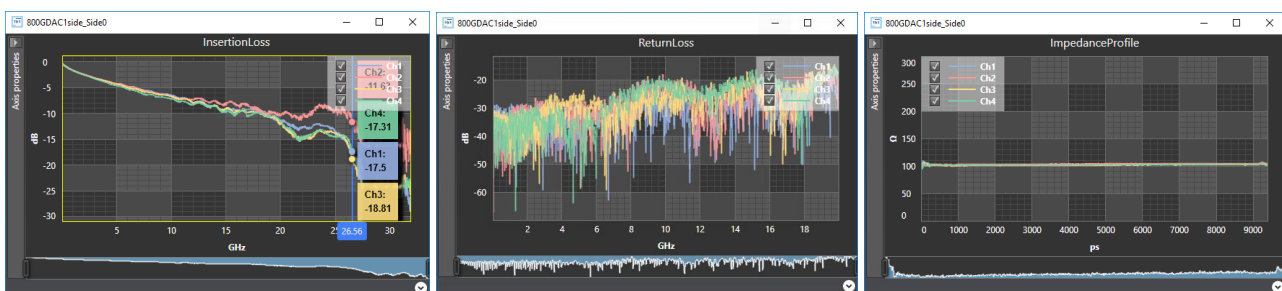 800GDAC1side_Side0
InsertionLoss
Axis properties
0
-5
-10
-15
-20
-25
-30
dB
5
10
15
20
25
GHz
Ch1
Ch2
Ch3
Ch4
Ch2:
Ch4:
-17.31
Ch1:
-17.5
Ch3:
-18.81
26.56
800GDAC1side_Side0
ReturnLoss
Axis properties
-20
-30
-40
-50
-60
dB
2
4
6
8
10
12
14
16
18
GHz
Ch1
Ch2
Ch3
Ch4
800GDAC1side_Side0
ImpedanceProfile
Axis properties
300
250
200
150
100
50
0
Ω
Ch1
Ch2
Ch3
Ch4
0
1000
2000
3000
4000
5000
6000
7000
8000
9000
ps